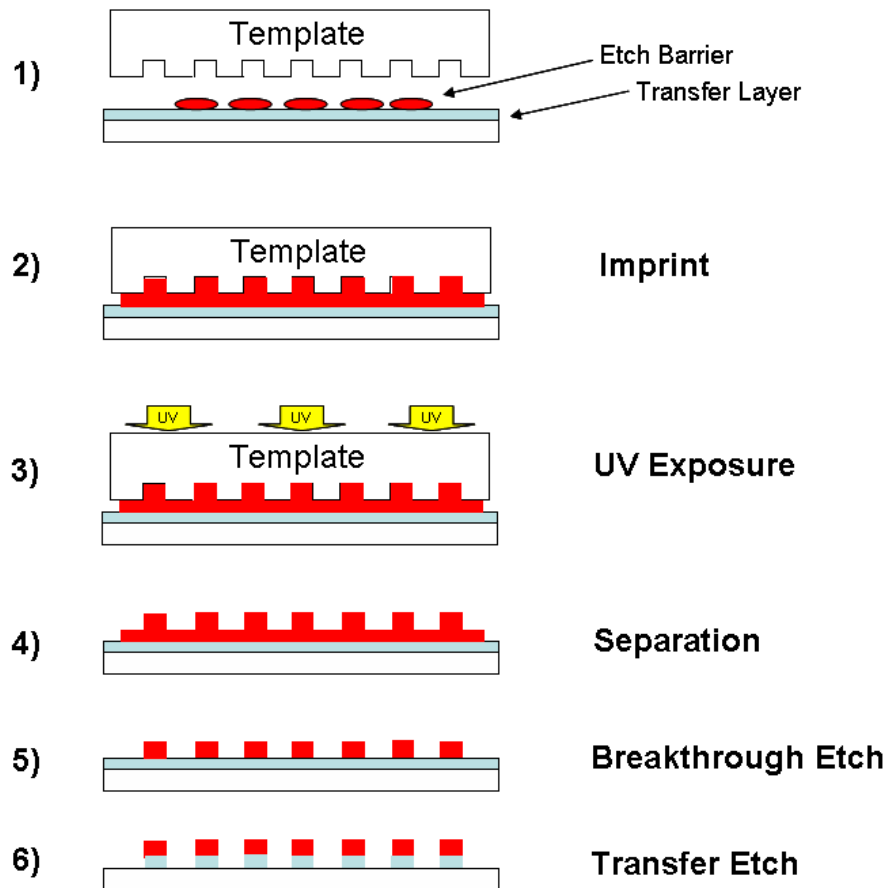 Template
1)
Etch Barrier
Transfer Layer
2)
Template
Imprint
UV UV UV
3)
Template
UV Exposure
4)
Separation
5)
Breakthrough Etch
6)
Transfer Etch